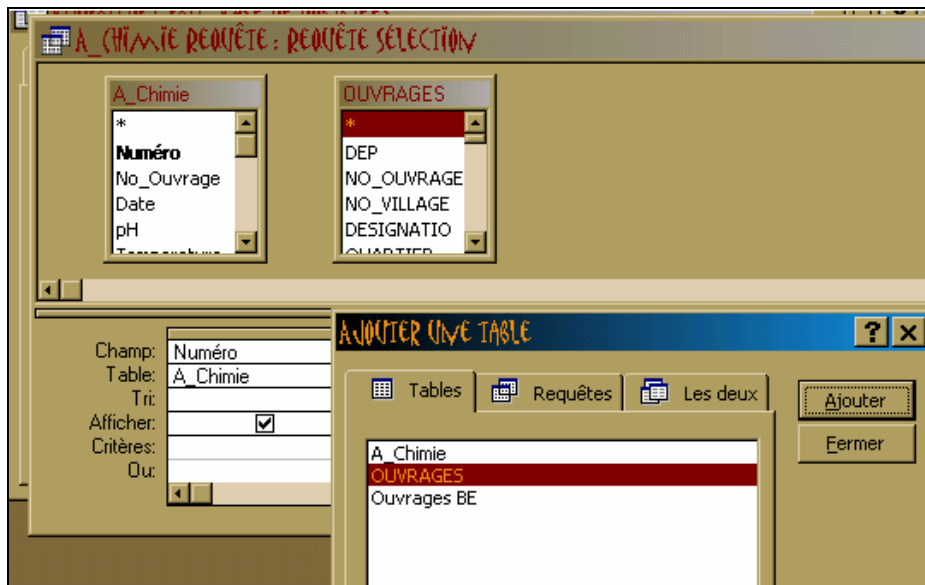 A_CHIMIE REQUÊTE : REQUÊTE SÉLECTION
A_Chimie
*
Numéro
No_Ouvrage
Date
pH
OUVRAGES
*
DEP
NO_OUVRAGE
NO_VILLAGE
DESIGNATIO
QUARTIER
Champ: Numéro
Table: A_Chimie
Tri:
Afficher:
Critères:
Ou:
AJOUTER UNE TABLE
Tables Requêtes Les deux
A_Chimie
OUVRAGES
Ouvrages BE
Ajouter
Fermer